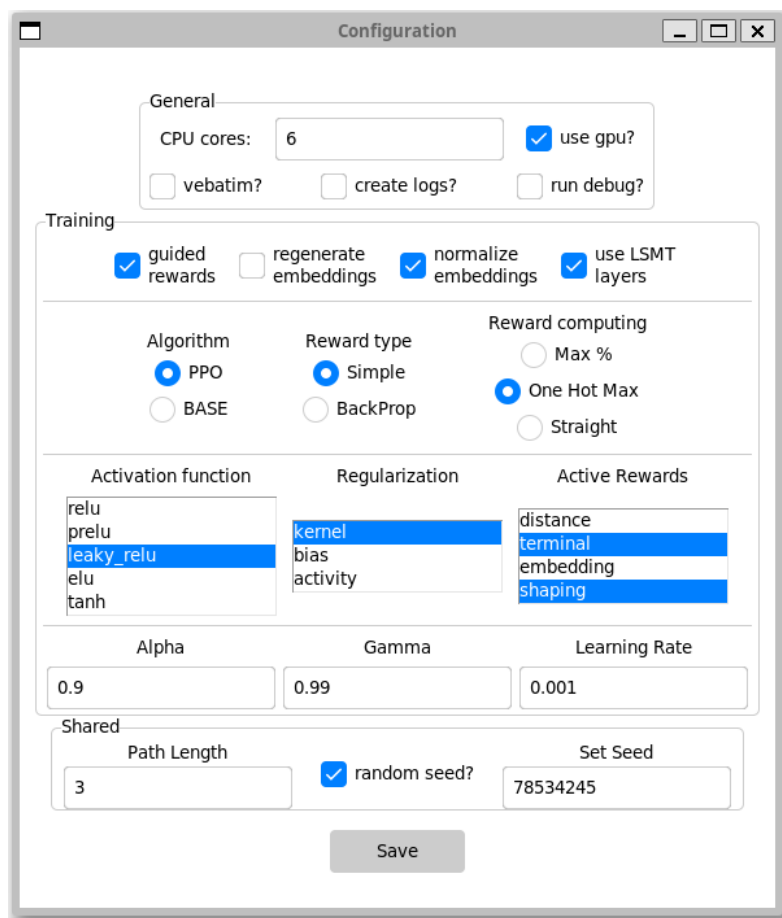 Configuration
General
CPU cores: 6 use gpu?
vebatim? create logs? run debug?
Training
guided rewards
regenerate embeddings
normalize embeddings
use LSMT layers
Algorithm
PPO
BASE
Reward type
Simple
BackProp
Reward computing
Max %
One Hot Max
Straight
Activation function
relu
prelu
leaky_relu
elu
tanh
Regularization
kernel
bias
activity
Active Rewards
distance
terminal
embedding
shaping
Alpha
0.9
Gamma
0.99
Learning Rate
0.001
Shared
Path Length
3
random seed?
Set Seed
78534245
Save